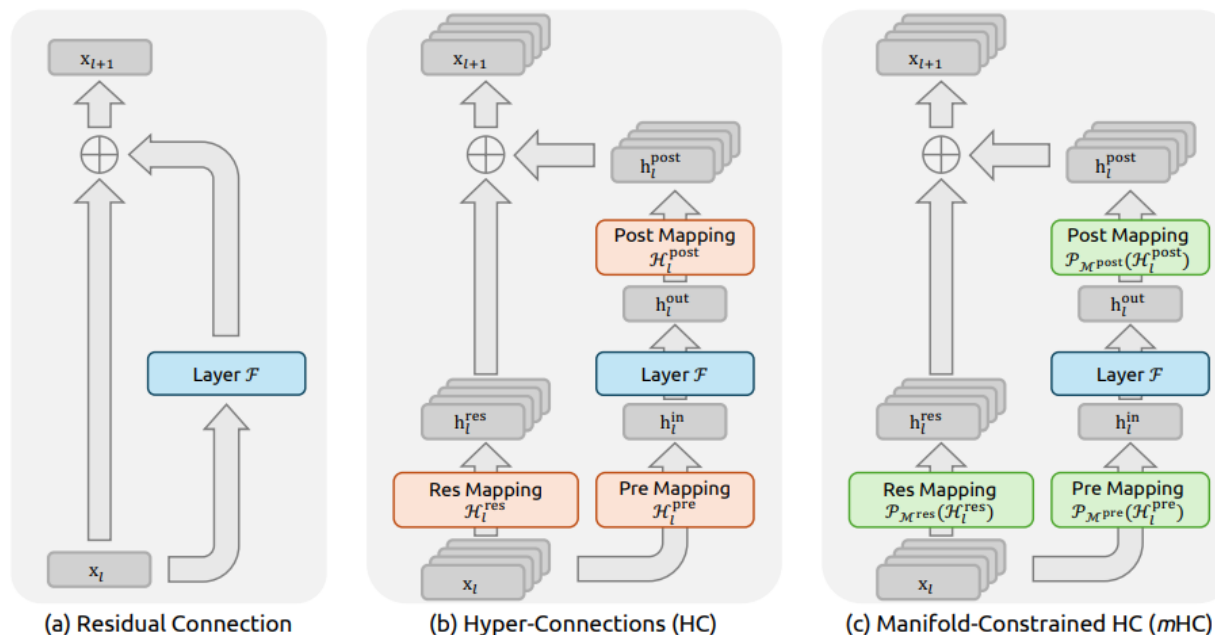 x_{l+1}
Layer ℱ
x_l
(a) Residual Connection
x_{l+1}
h_l^{post}
Post Mapping
ℋ_l^{post}
h_l^{out}
Layer ℱ
h_l^{res}
h_l^{in}
Res Mapping
ℋ_l^{res}
Pre Mapping
ℋ_l^{pre}
x_l
(b) Hyper-Connections (HC)
x_{l+1}
h_l^{post}
Post Mapping
𝒫_{ℳ^{post}}(ℋ_l^{post})
h_l^{out}
Layer ℱ
h_l^{res}
h_l^{in}
Res Mapping
𝒫_{ℳ^{res}}(ℋ_l^{res})
Pre Mapping
𝒫_{ℳ^{pre}}(ℋ_l^{pre})
x_l
(c) Manifold-Constrained HC (mHC)